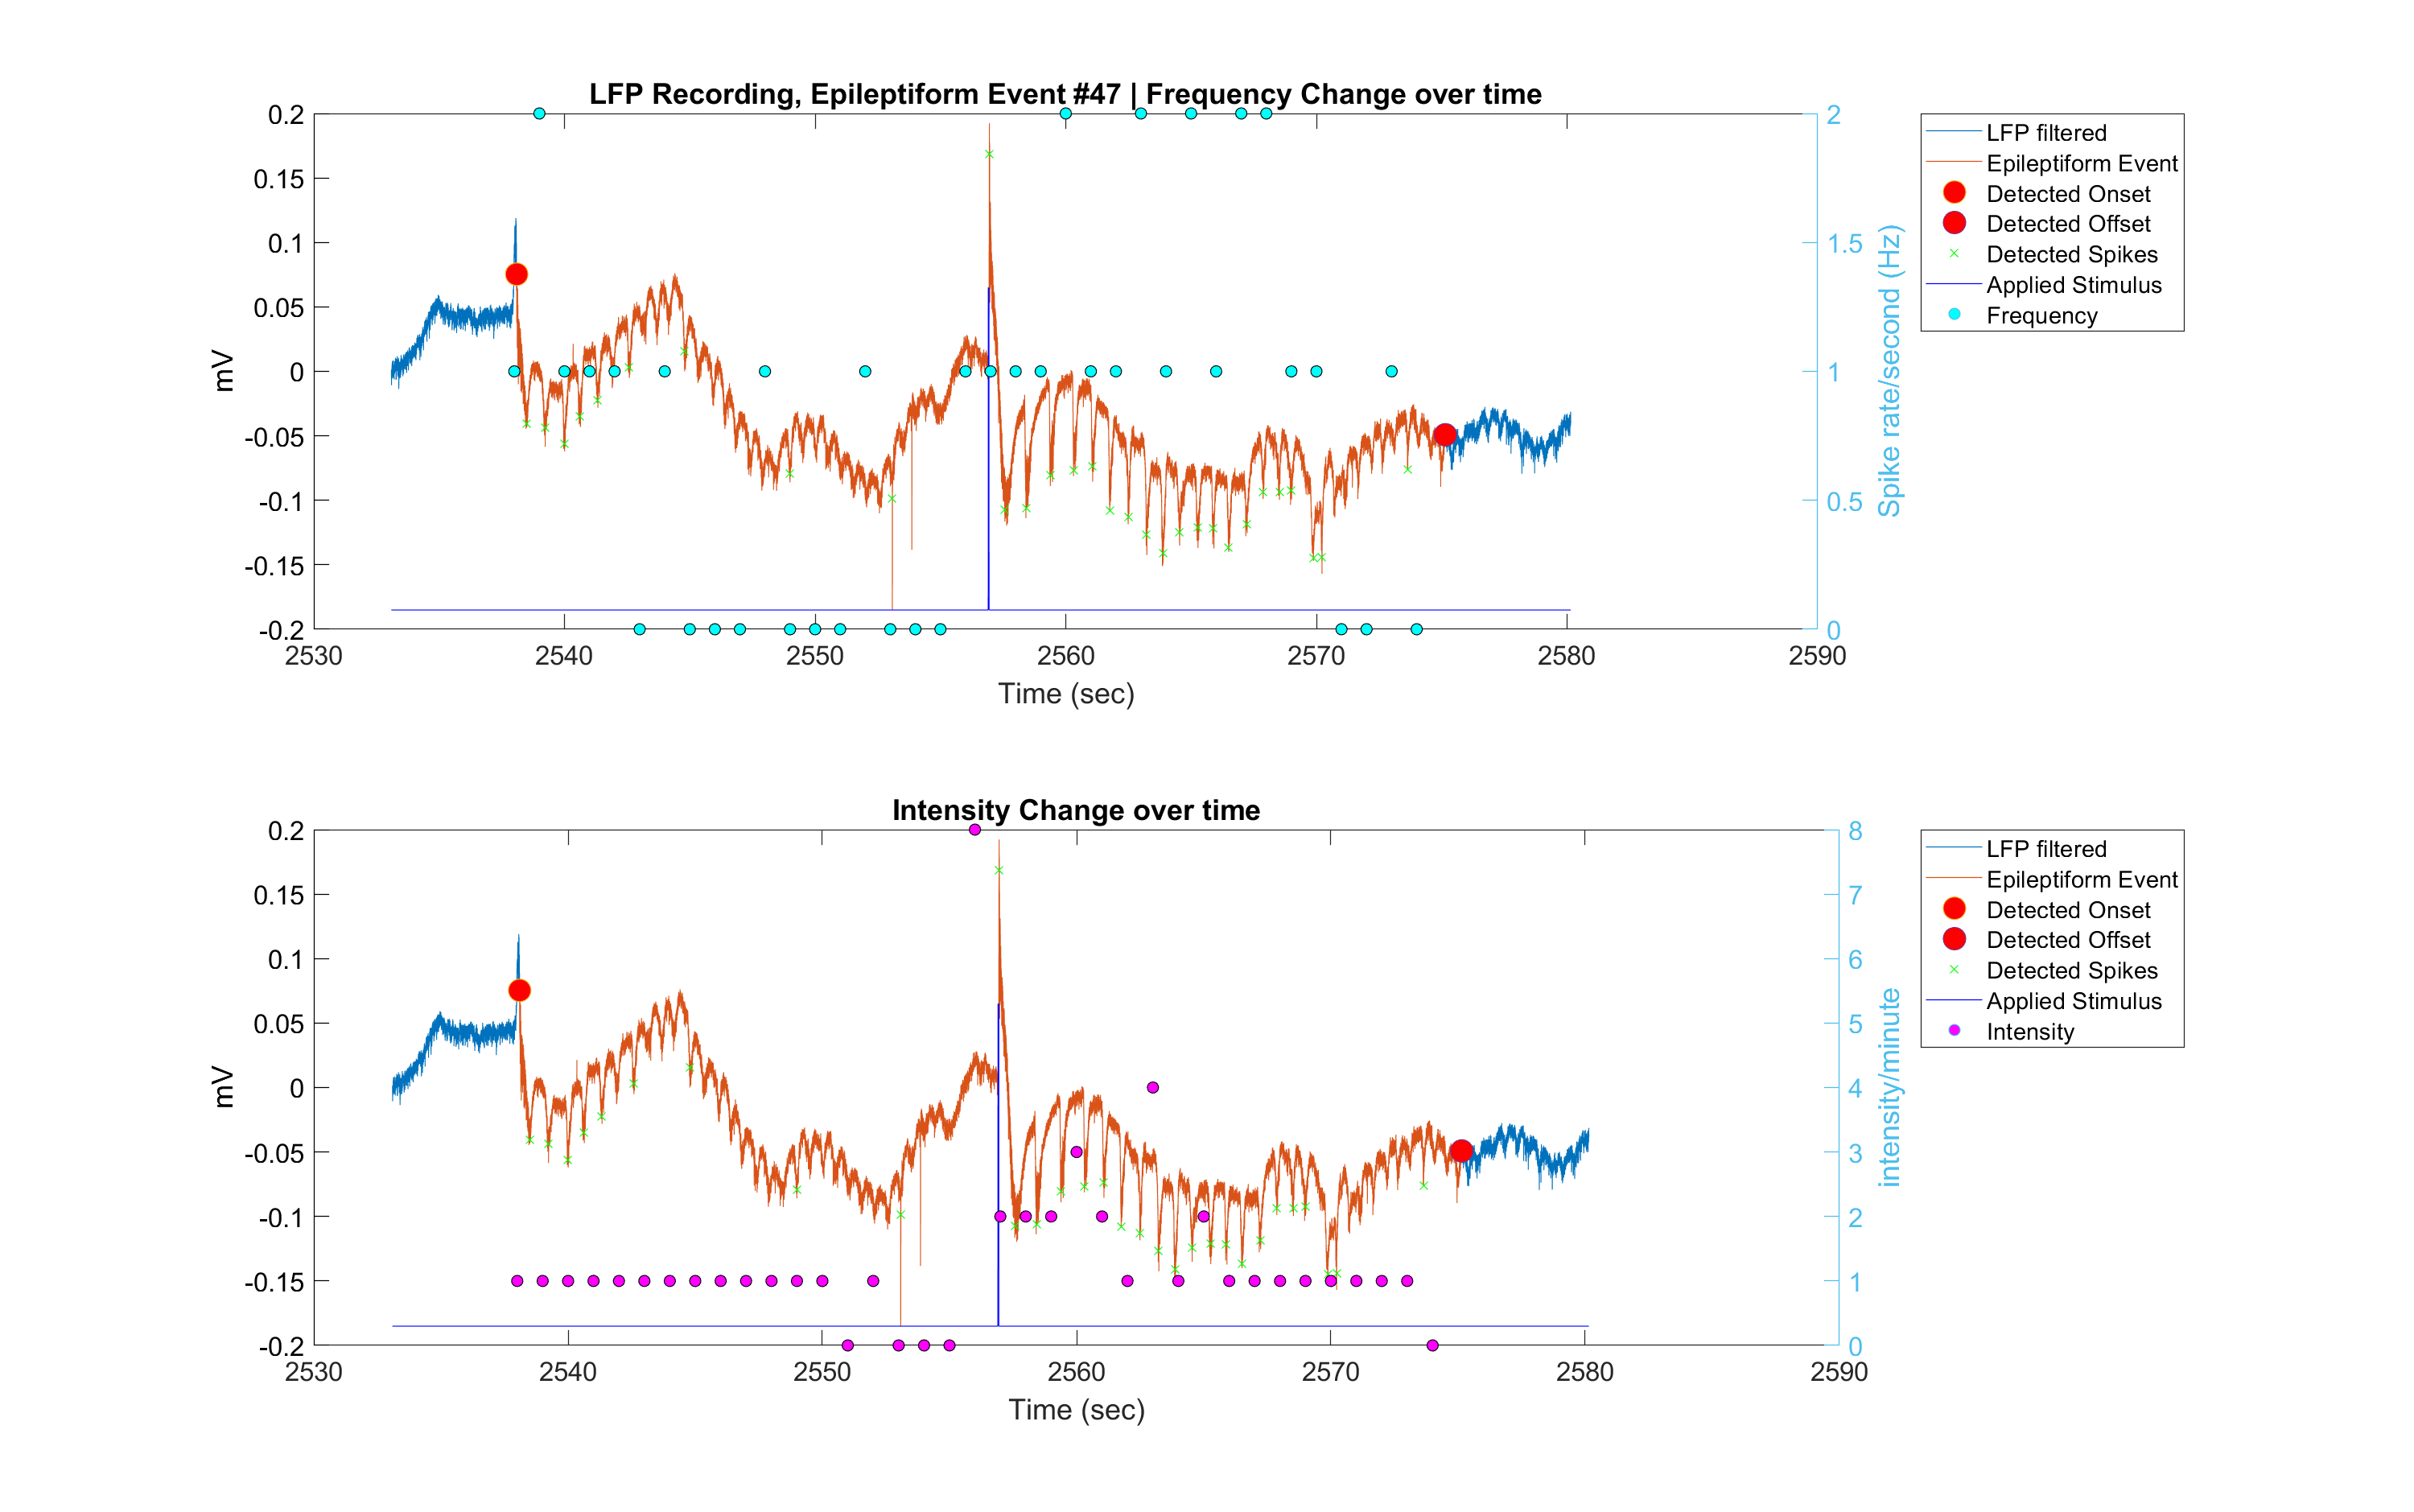 LFP Recording, Epileptiform Event #47 | Frequency Change over time
0.2
0.15
0.1
0.05
0
-0.05
-0.1
-0.15
-0.2
mV
2530
2540
2550
2560
2570
2580
2590
Time (sec)
2
1.5
1
0.5
0
Spike rate/second (Hz)
LFP filtered
Epileptiform Event
Detected Onset
Detected Offset
Detected Spikes
Applied Stimulus
Frequency
Intensity Change over time
0.2
0.15
0.1
0.05
0
-0.05
-0.1
-0.15
-0.2
mV
2530
2540
2550
2560
2570
2580
2590
Time (sec)
8
7
6
5
4
3
2
1
0
intensity/minute
LFP filtered
Epileptiform Event
Detected Onset
Detected Offset
Detected Spikes
Applied Stimulus
Intensity